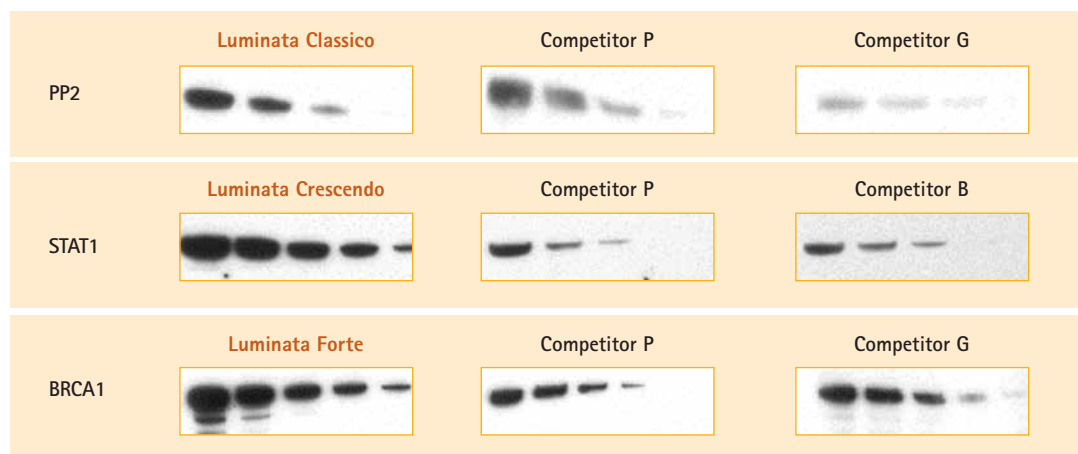 Luminata Classico Competitor P Competitor G
PP2
Luminata Crescendo Competitor P Competitor B
STAT1
Luminata Forte Competitor P Competitor G
BRCA1